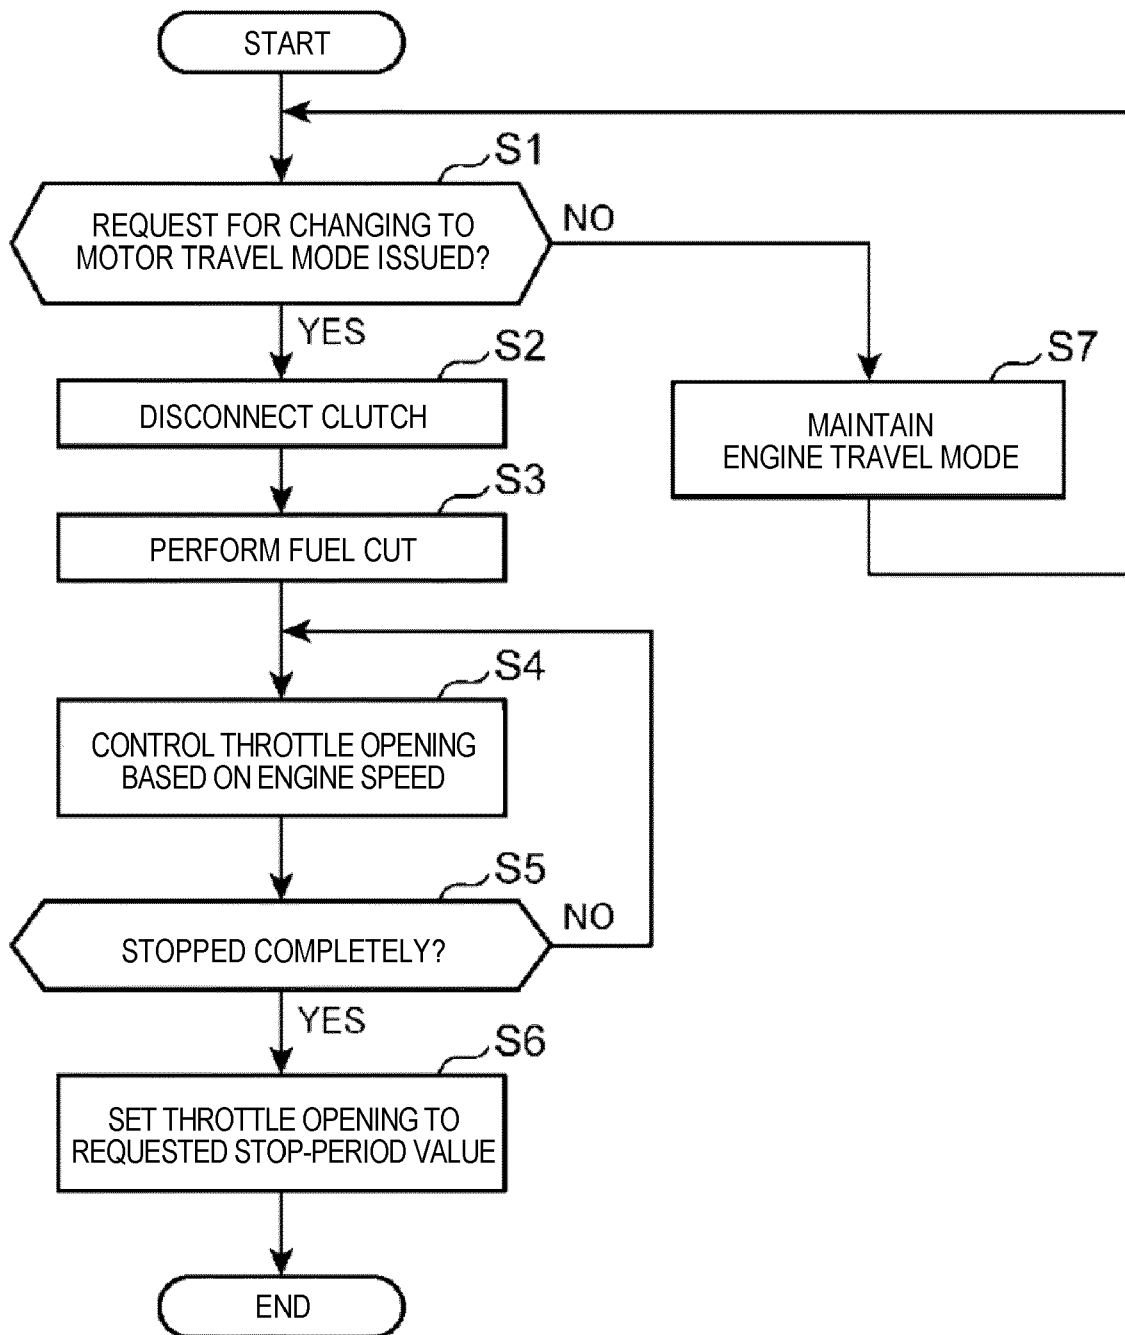 START
S1
REQUEST FOR CHANGING TO
MOTOR TRAVEL MODE ISSUED?
NO
YES
S2
DISCONNECT CLUTCH
S7
MAINTAIN
ENGINE TRAVEL MODE
S3
PERFORM FUEL CUT
S4
CONTROL THROTTLE OPENING
BASED ON ENGINE SPEED
S5
STOPPED COMPLETELY?
NO
YES
S6
SET THROTTLE OPENING TO
REQUESTED STOP-PERIOD VALUE
END